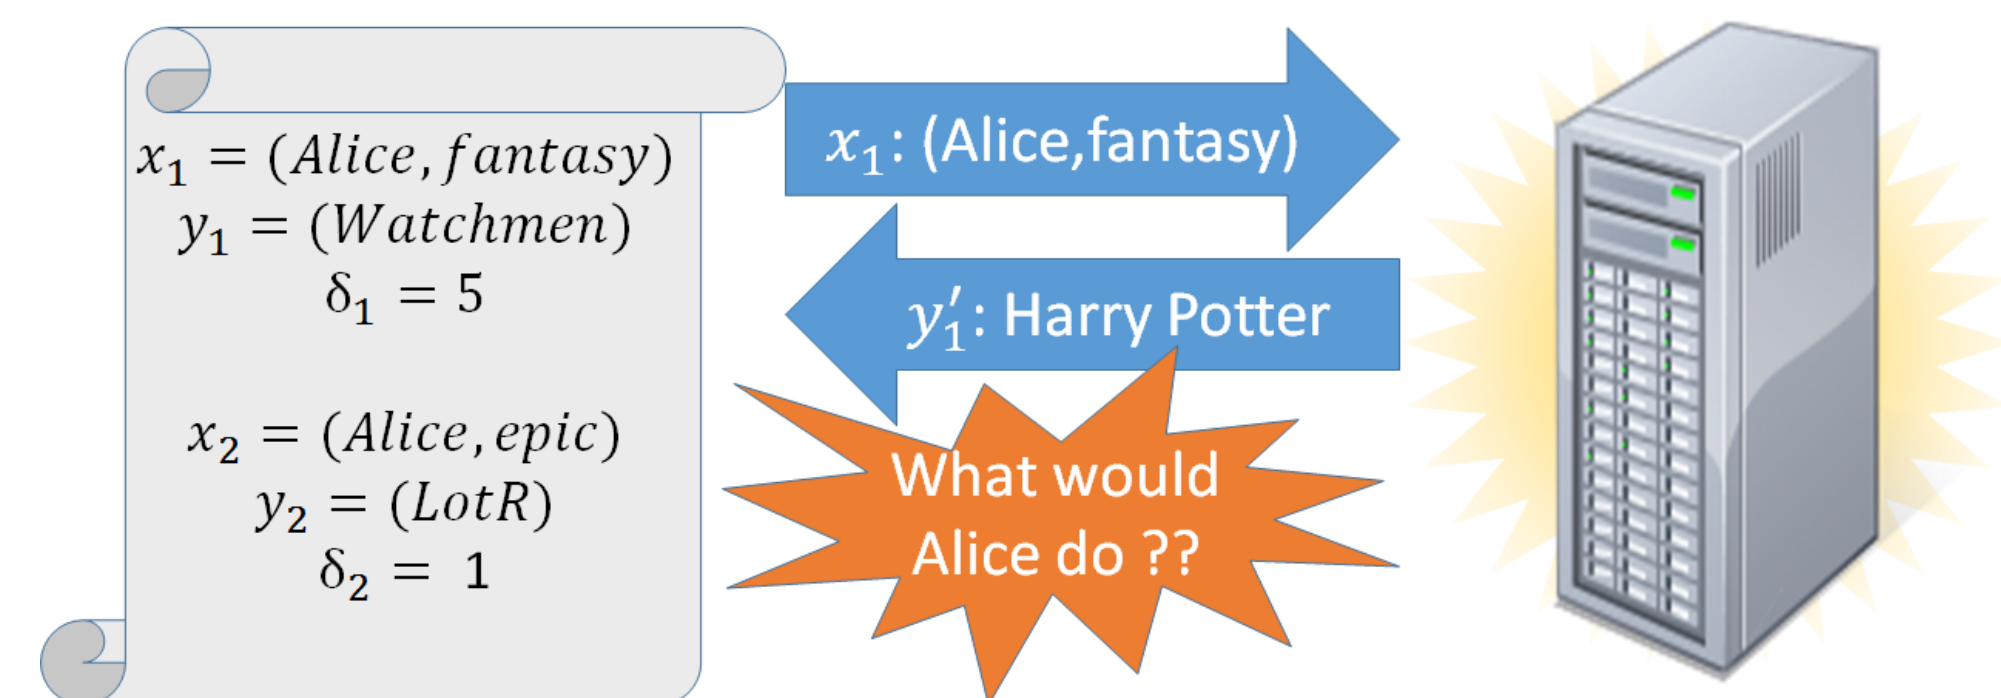 x₁ = (Alice, fantasy)
y₁ = (Watchmen)
δ₁ = 5
x₂ = (Alice, epic)
y₂ = (LotR)
δ₂ = 1
x₁: (Alice,fantasy)
y₁′: Harry Potter
What would
Alice do ??